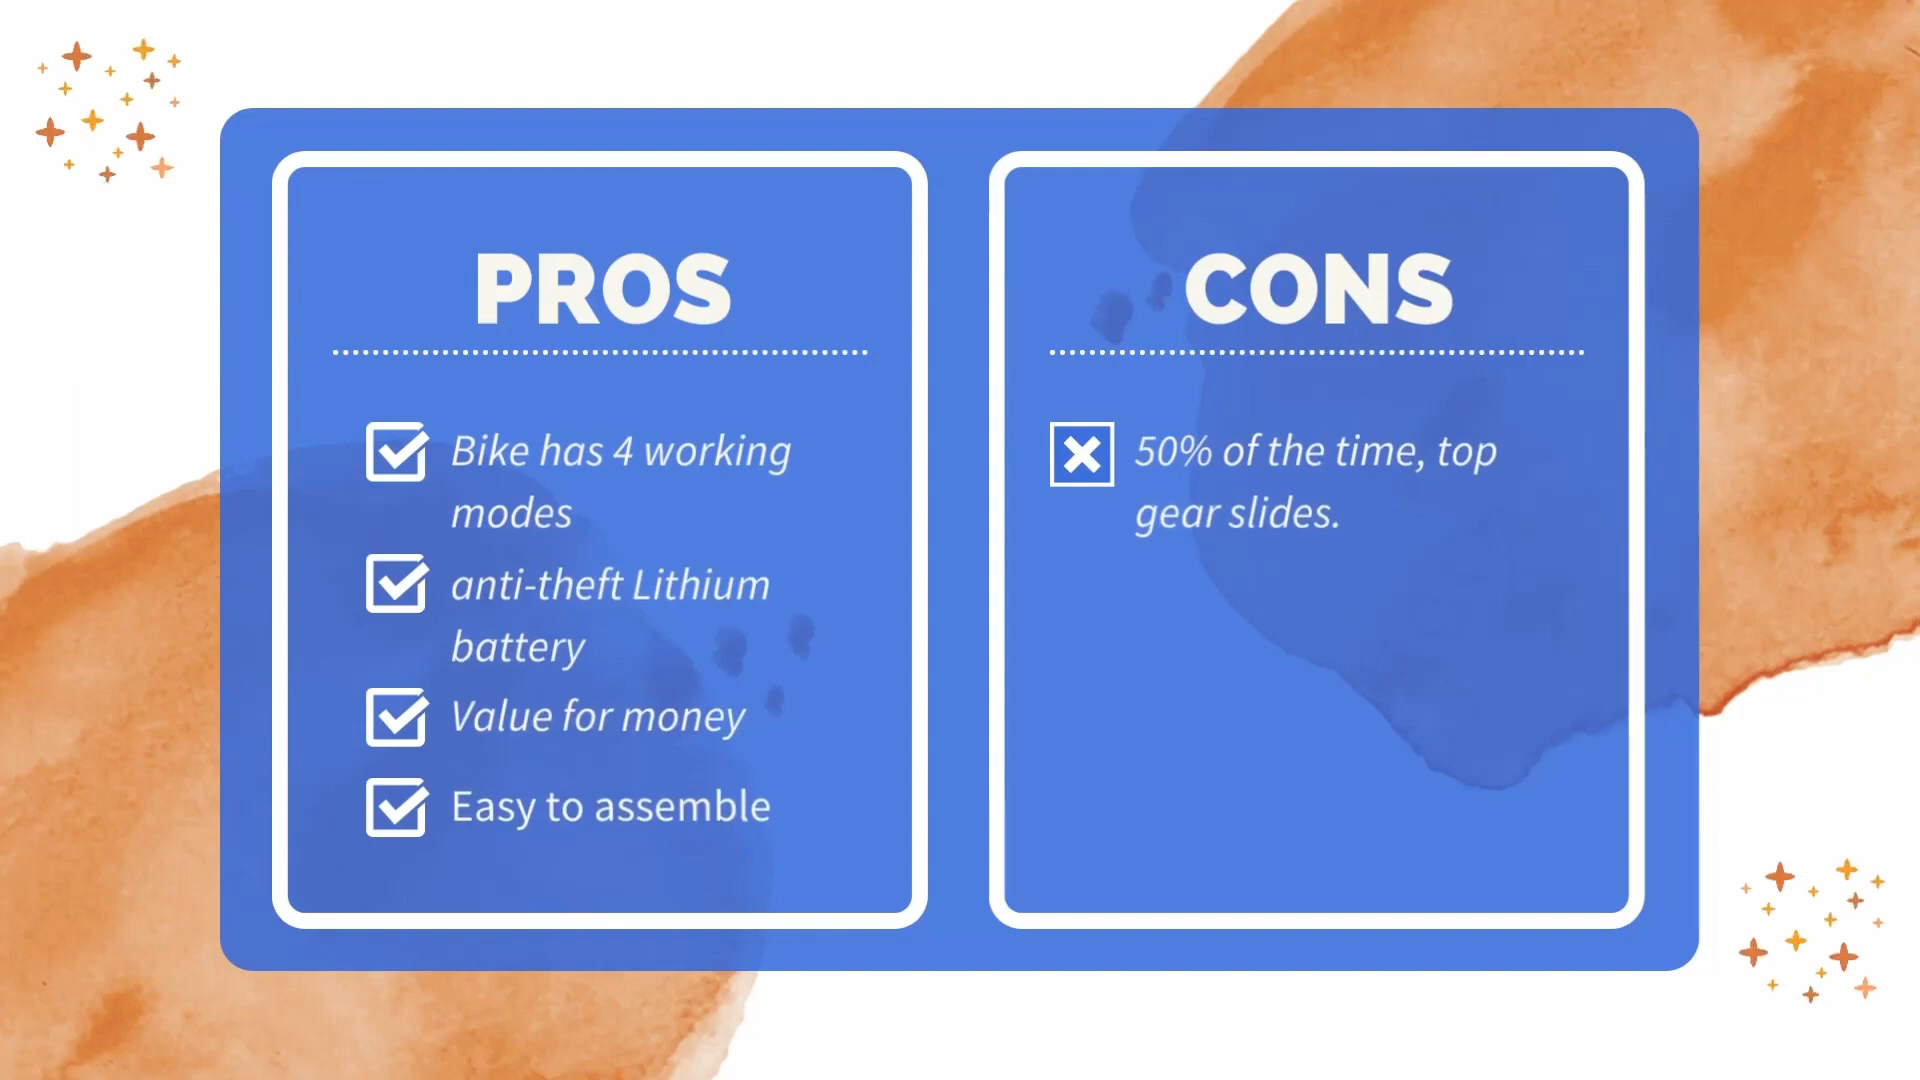 PROS
Bike has 4 working
modes
anti-theft Lithium
battery
Value for money
Easy to assemble
CONS
50% of the time, top
gear slides.